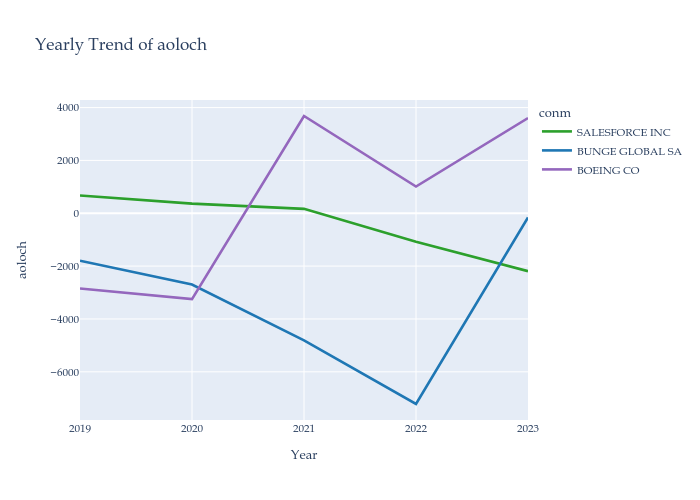 Yearly Trend of aoloch
aoloch
4000
2000
0
−2000
−4000
−6000
2019
2020
2021
2022
2023
Year
conm
SALESFORCE INC
BUNGE GLOBAL SA
BOEING CO